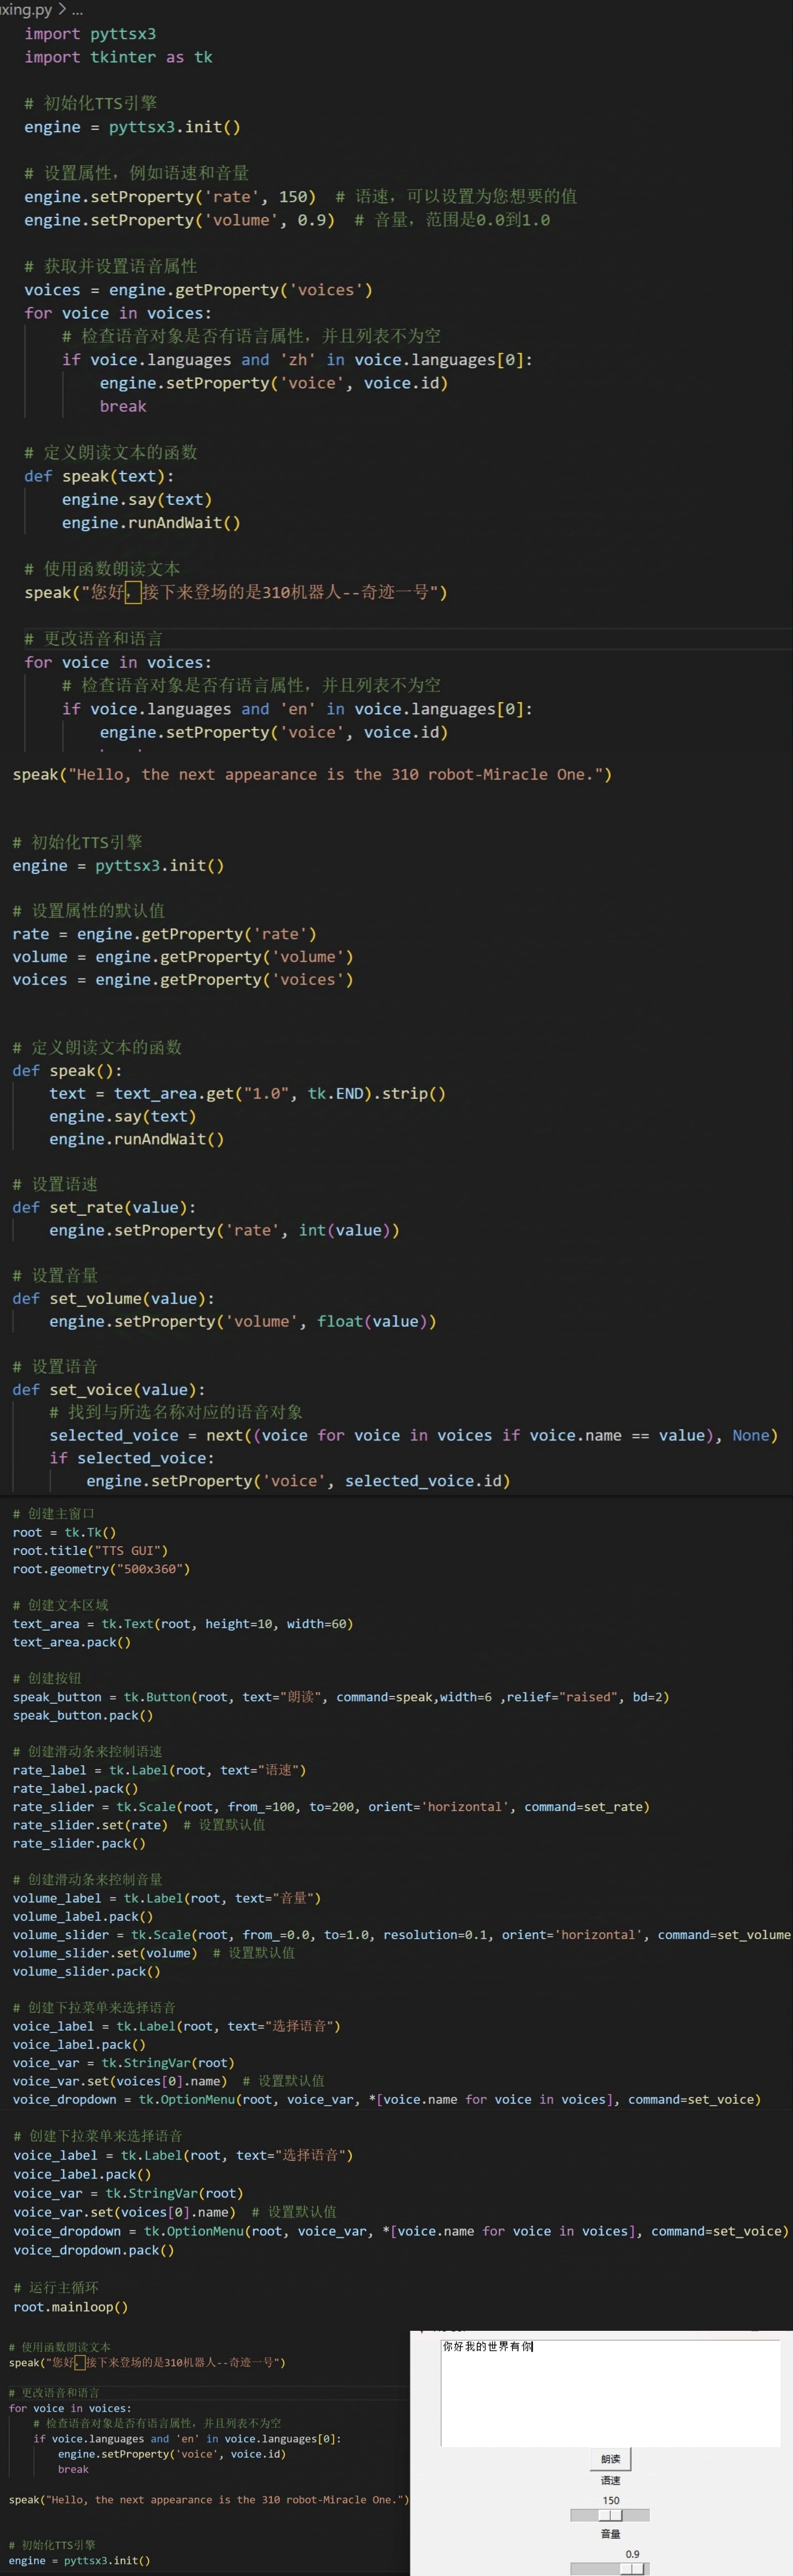 xing.py > ...
import pyttsx3
import tkinter as tk
# 初始化TTS引擎
engine = pyttsx3.init()
# 设置属性，例如语速和音量
engine.setProperty('rate', 150)  # 语速，可以设置为您想要的值
engine.setProperty('volume', 0.9)  # 音量，范围是0.0到1.0
# 获取并设置语音属性
voices = engine.getProperty('voices')
for voice in voices:
    # 检查语音对象是否有语言属性，并且列表不为空
    if voice.languages and 'zh' in voice.languages[0]:
        engine.setProperty('voice', voice.id)
        break
# 定义朗读文本的函数
def speak(text):
    engine.say(text)
    engine.runAndWait()
# 使用函数朗读文本
speak("您好，接下来登场的是310机器人--奇迹一号")
# 更改语音和语言
for voice in voices:
    # 检查语音对象是否有语言属性，并且列表不为空
    if voice.languages and 'en' in voice.languages[0]:
        engine.setProperty('voice', voice.id)
speak("Hello, the next appearance is the 310 robot-Miracle One.")
# 初始化TTS引擎
engine = pyttsx3.init()
# 设置属性的默认值
rate = engine.getProperty('rate')
volume = engine.getProperty('volume')
voices = engine.getProperty('voices')
# 定义朗读文本的函数
def speak():
    text = text_area.get("1.0", tk.END).strip()
    engine.say(text)
    engine.runAndWait()
# 设置语速
def set_rate(value):
    engine.setProperty('rate', int(value))
# 设置音量
def set_volume(value):
    engine.setProperty('volume', float(value))
# 设置语音
def set_voice(value):
    # 找到与所选名称对应的语音对象
    selected_voice = next((voice for voice in voices if voice.name == value), None)
    if selected_voice:
        engine.setProperty('voice', selected_voice.id)
# 创建主窗口
root = tk.Tk()
root.title("TTS GUI")
root.geometry("500x360")
# 创建文本区域
text_area = tk.Text(root, height=10, width=60)
text_area.pack()
# 创建按钮
speak_button = tk.Button(root, text="朗读", command=speak,width=6 ,relief="raised", bd=2)
speak_button.pack()
# 创建滑动条来控制语速
rate_label = tk.Label(root, text="语速")
rate_label.pack()
rate_slider = tk.Scale(root, from_=100, to=200, orient='horizontal', command=set_rate)
rate_slider.set(rate)  # 设置默认值
rate_slider.pack()
# 创建滑动条来控制音量
volume_label = tk.Label(root, text="音量")
volume_label.pack()
volume_slider = tk.Scale(root, from_=0.0, to=1.0, resolution=0.1, orient='horizontal', command=set_volume
volume_slider.set(volume)  # 设置默认值
volume_slider.pack()
# 创建下拉菜单来选择语音
voice_label = tk.Label(root, text="选择语音")
voice_label.pack()
voice_var = tk.StringVar(root)
voice_var.set(voices[0].name)  # 设置默认值
voice_dropdown = tk.OptionMenu(root, voice_var, *[voice.name for voice in voices], command=set_voice)
# 创建下拉菜单来选择语音
voice_label = tk.Label(root, text="选择语音")
voice_label.pack()
voice_var = tk.StringVar(root)
voice_var.set(voices[0].name)  # 设置默认值
voice_dropdown = tk.OptionMenu(root, voice_var, *[voice.name for voice in voices], command=set_voice)
voice_dropdown.pack()
# 运行主循环
root.mainloop()
# 使用函数朗读文本
speak("您好，接下来登场的是310机器人--奇迹一号")
# 更改语音和语言
for voice in voices:
    # 检查语音对象是否有语言属性，并且列表不为空
    if voice.languages and 'en' in voice.languages[0]:
        engine.setProperty('voice', voice.id)
        break
speak("Hello, the next appearance is the 310 robot-Miracle One.")
# 初始化TTS引擎
engine = pyttsx3.init()
你好我的世界有你
朗读
语速
150
音量
0.9